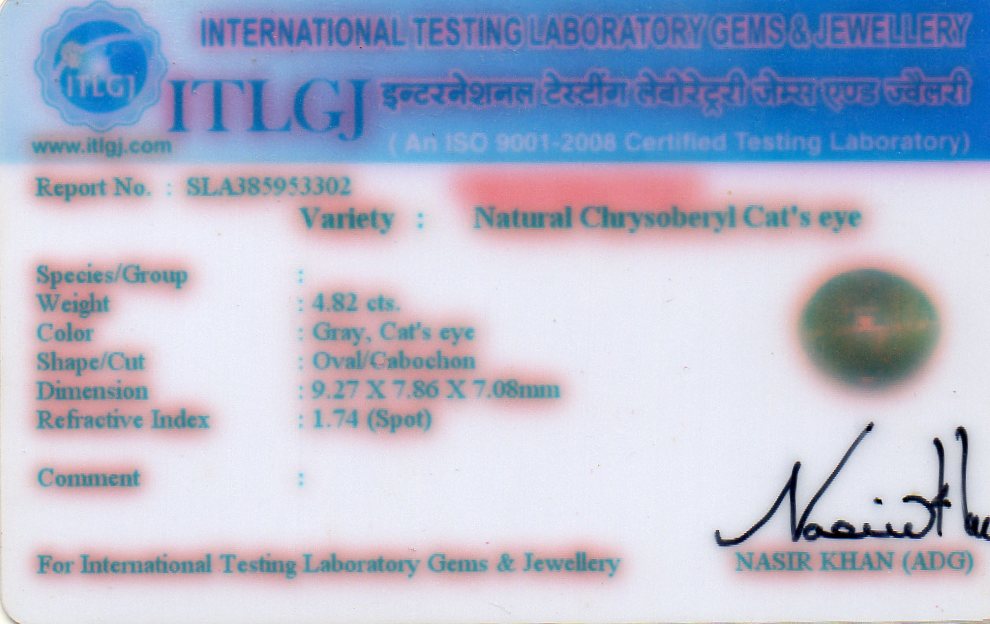 INTERNATIONAL TESTING LABORATORY GEMS & JEWELLERY
ITLGJ
ITLGJ
इन्टरनेशनल टेस्टींग लेबोरेट्री जेम्स एण्ड ज्वैलरी
www.itlgj.com
( An ISO 9001-2008 Certified Testing Laboratory)
Report No. : SLA385953302
Variety : Natural Chrysoberyl Cat's eye
Species/Group :
Weight : 4.82 cts.
Color : Gray, Cat's eye
Shape/Cut : Oval/Cabochon
Dimension : 9.27 X 7.86 X 7.08mm
Refractive Index : 1.74 (Spot)
Comment :
For International Testing Laboratory Gems & Jewellery
NASIR KHAN (ADG)